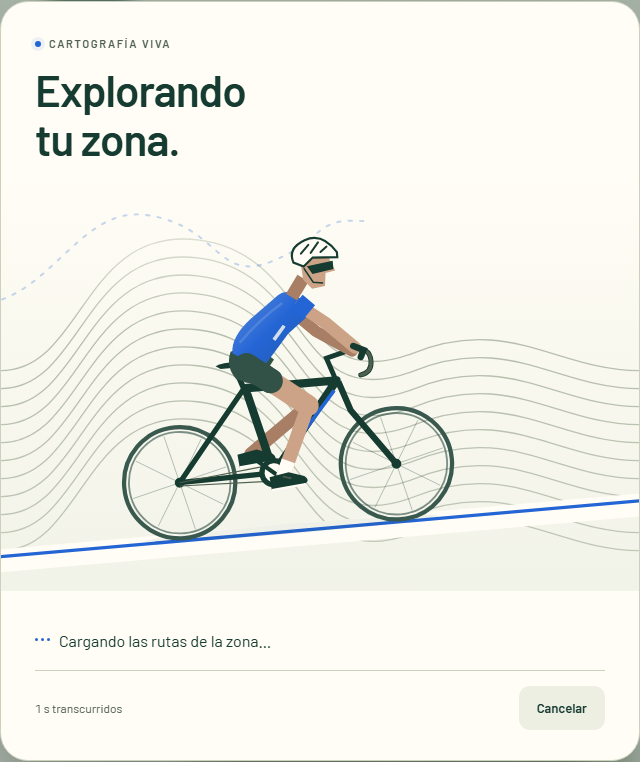 CARTOGRAFÍA VIVA
Explorando
tu zona.
Cargando las rutas de la zona...
1 s transcurridos
Cancelar